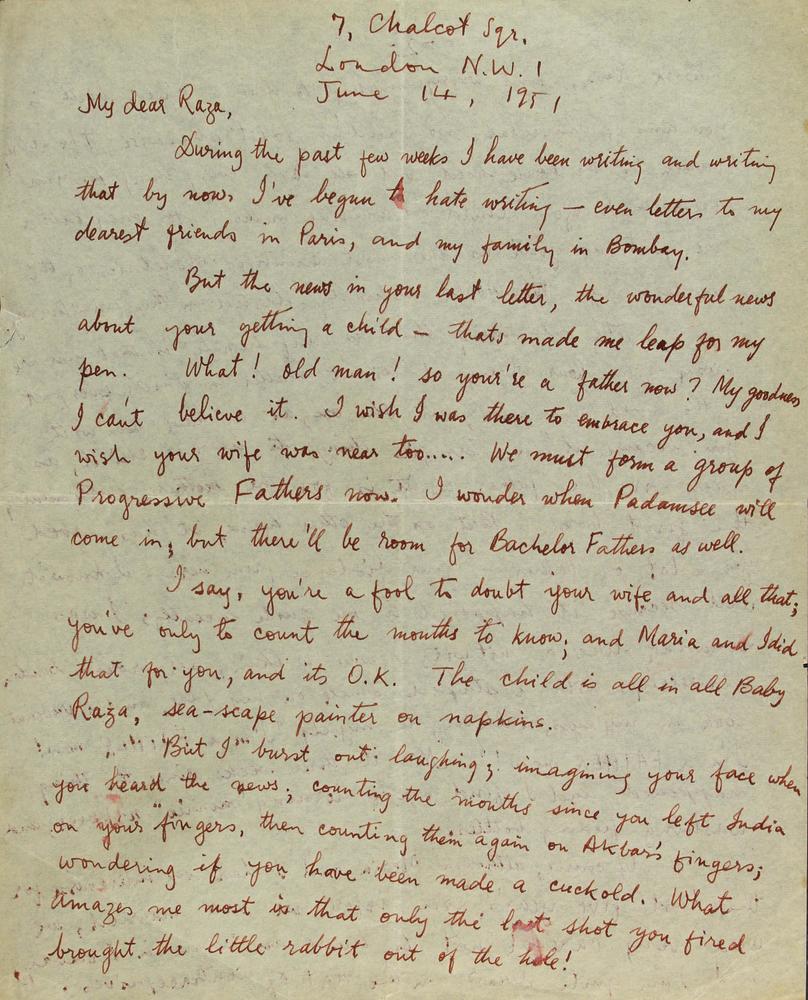 7, Chalcot Sqr.
London N.W. 1
June 14, 1951
My dear Raza,
During the past few weeks I have been writing and writing
that by now I've begun to hate writing — even letters to my
dearest friends in Paris, and my family in Bombay.
But the news in your last letter, the wonderful news
about your getting a child — thats made me leap for my
pen. What! old man! so your're a father now? My goodness
I can't believe it. I wish I was there to embrace you, and I
wish your wife was near too..... We must form a group of
Progressive Fathers now! I wonder when Padamsee will
come in; but there'll be room for Bachelor Fathers as well.
I say, you're a fool to doubt your wife and all that;
you've only to count the months to know; and Maria and I did
that for you, and its O.K. The child is all in all Baby
Raza, sea-scape painter on napkins.
But I burst out laughing; imagining your face when
you heard the news; counting the months since you left India
on your fingers, then counting them again on Akbar's fingers;
wondering if you have been made a cuckold. What
amazes me most is that only the last shot you fired
brought the little rabbit out of the hole!